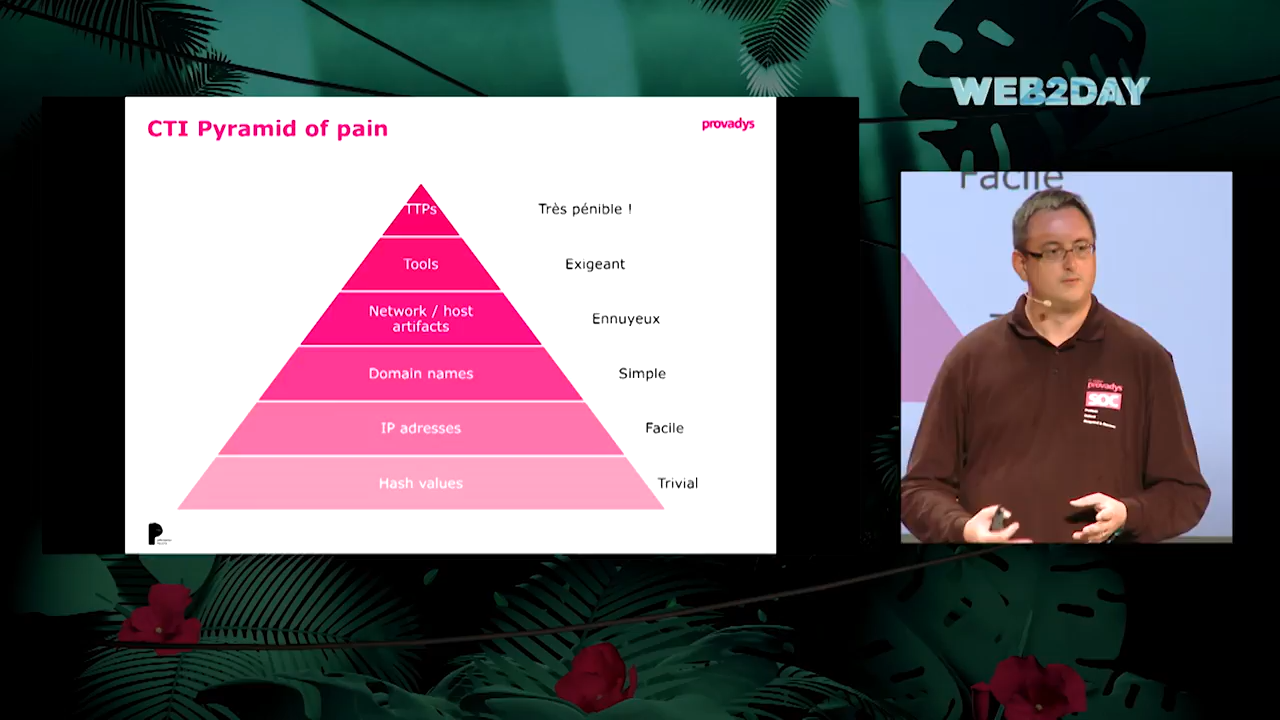 WEB2DAY
CTI Pyramid of pain
provadys
TTPs
Très pénible !
Tools
Exigeant
Network / host
artifacts
Ennuyeux
Domain names
Simple
IP adresses
Facile
Hash values
Trivial
Facile
provadys
SOC